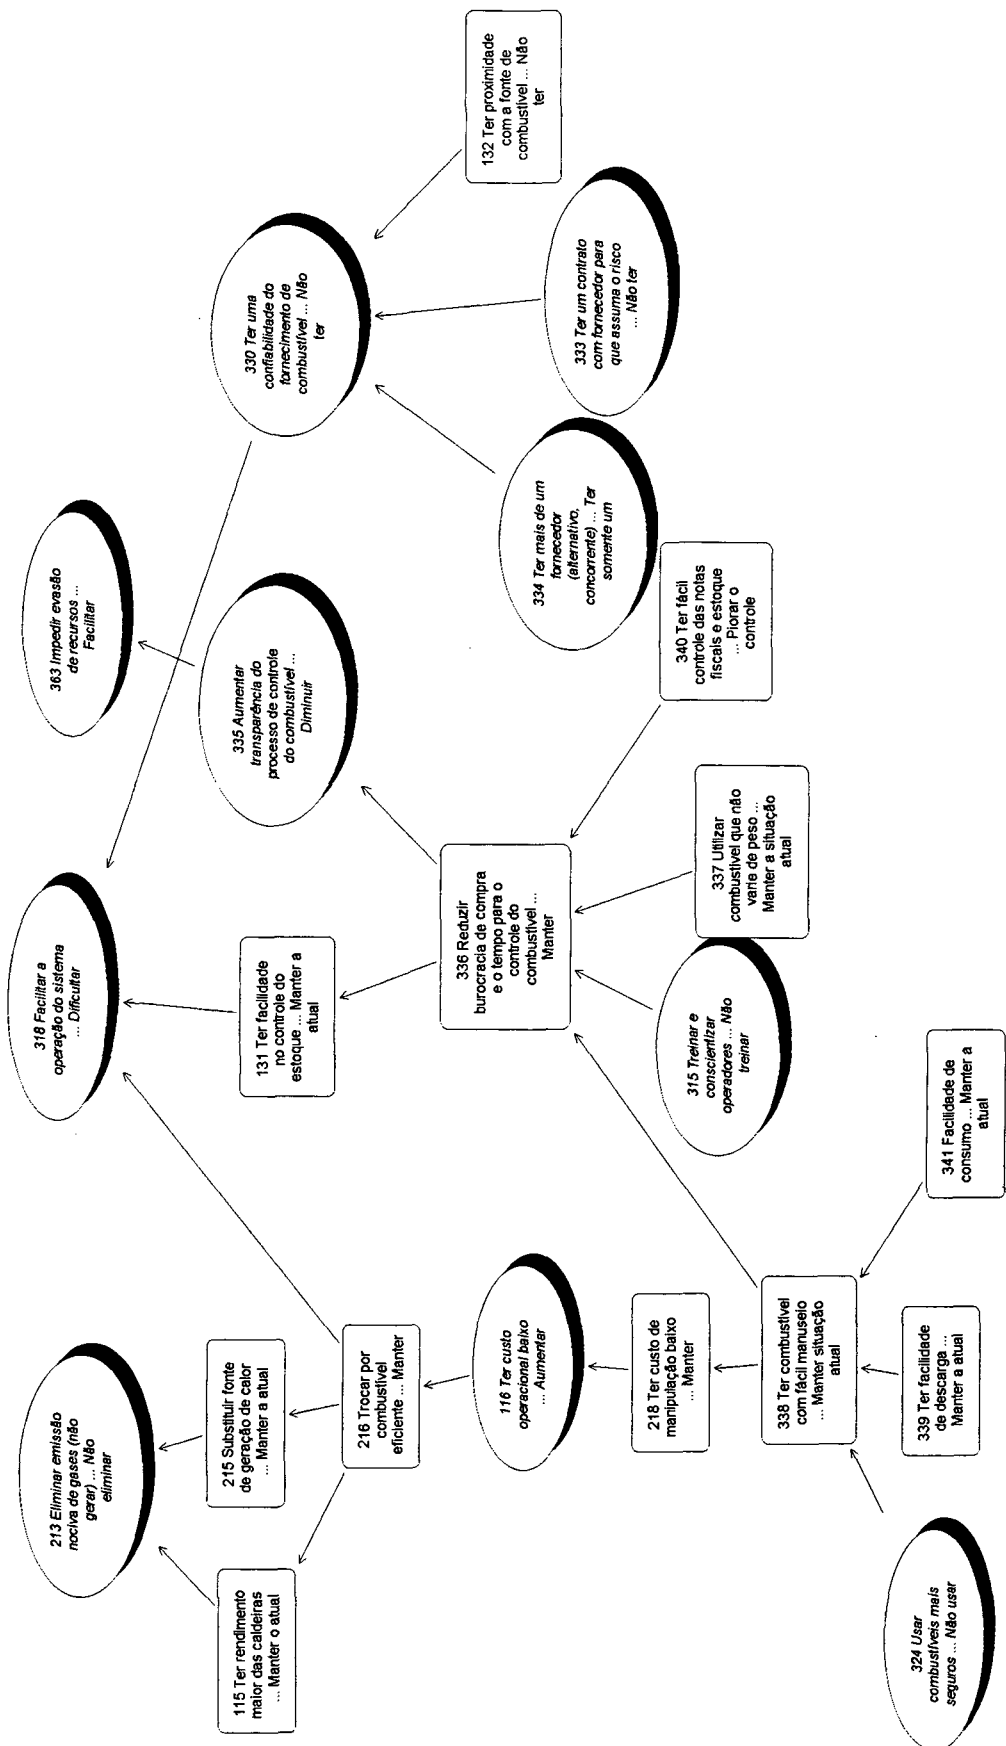 213 Eliminar emissão
nociva de gases (não
gerar) ... Não
eliminar
318 Facilitar a
operação do sistema
... Dificultar
363 Impedir evasão
de recursos ...
Facilitar
115 Ter rendimento
maior das caldeiras
... Manter o atual
215 Substituir fonte
de geração de calor
... Manter a atual
131 Ter facilidade
no controle do
estoque ... Manter a
atual
335 Aumentar
transparência do
processo de controle
do combustível ...
Diminuir
330 Ter uma
confiabilidade do
fornecimento de
combustível ... Não
ter
216 Trocar por
combustível
eficiente ... Manter
336 Reduzir
burocracia de compra
e o tempo para o
controle do
combustível ...
Manter
334 Ter mais de um
fornecedor
(alternativo,
concorrente) ... Ter
somente um
333 Ter um contrato
com fornecedor para
que assuma o risco
... Não ter
132 Ter proximidade
com a fonte de
combustível ... Não
ter
116 Ter custo
operacional baixo
... Aumentar
218 Ter custo de
manipulação baixo
... Manter
315 Treinar e
conscientizar
operadores ... Não
treinar
337 Utilizar
combustível que não
varie de peso ...
Manter a situação
atual
340 Ter fácil
controle das notas
fiscais e estoque
... Piorar o
controle
338 Ter combustível
com fácil manuseio
... Manter situação
atual
324 Usar
combustíveis mais
seguros ... Não usar
339 Ter facilidade
de descarga ...
Manter a atual
341 Facilidade de
consumo ... Manter a
atual